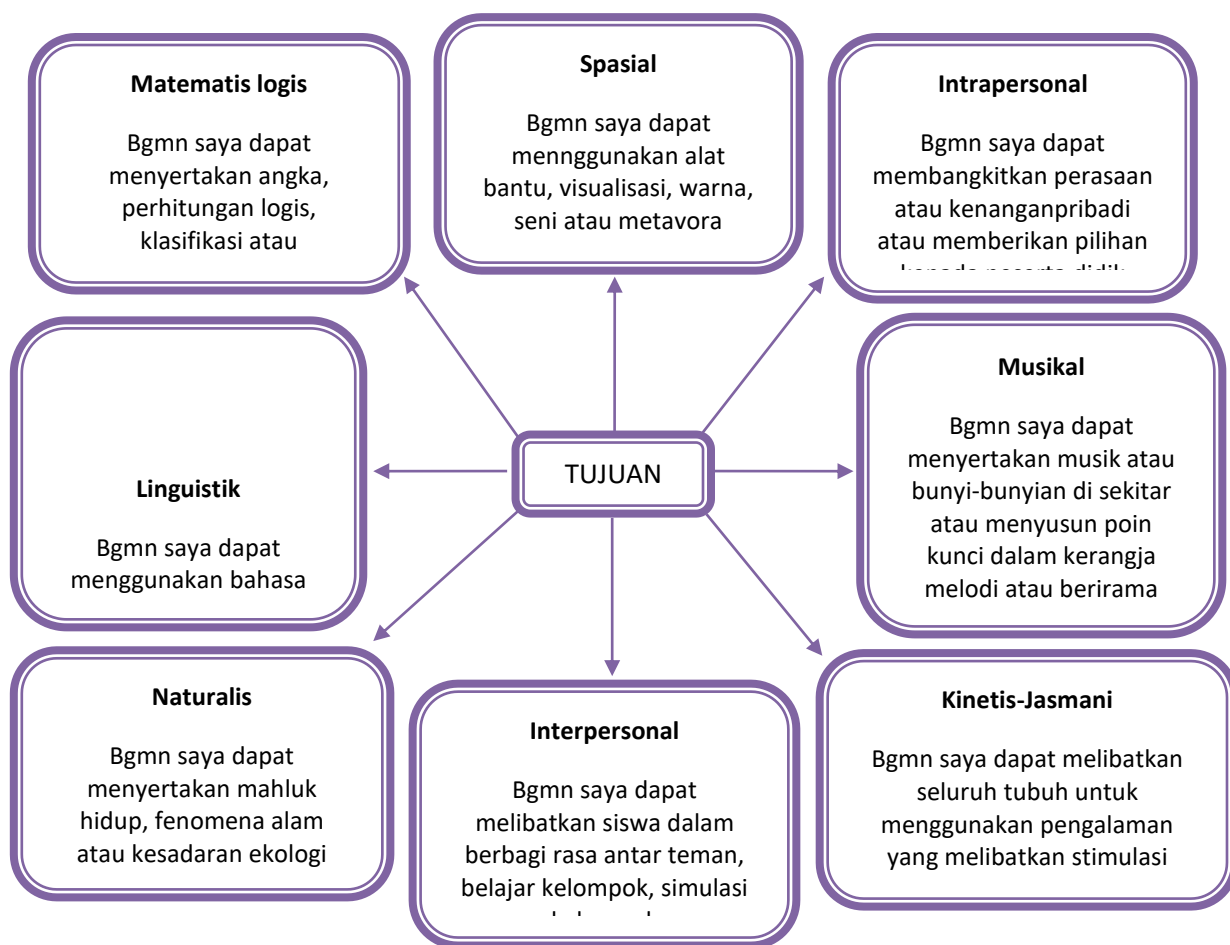 Matematis logis
Bgmn saya dapat
menyertakan angka,
perhitungan logis,
klasifikasi atau
Spasial
Bgmn saya dapat
mennggunakan alat
bantu, visualisasi, warna,
seni atau metavora
Intrapersonal
Bgmn saya dapat
membangkitkan perasaan
atau kenanganpribadi
atau memberikan pilihan
kepada peserta didik
Linguistik
Bgmn saya dapat
menggunakan bahasa
TUJUAN
Musikal
Bgmn saya dapat
menyertakan musik atau
bunyi-bunyian di sekitar
atau menyusun poin
kunci dalam kerangja
melodi atau berirama
Naturalis
Bgmn saya dapat
menyertakan mahluk
hidup, fenomena alam
atau kesadaran ekologi
Interpersonal
Bgmn saya dapat
melibatkan siswa dalam
berbagi rasa antar teman,
belajar kelompok, simulasi
Kinetis-Jasmani
Bgmn saya dapat melibatkan
seluruh tubuh untuk
menggunakan pengalaman
yang melibatkan stimulasi